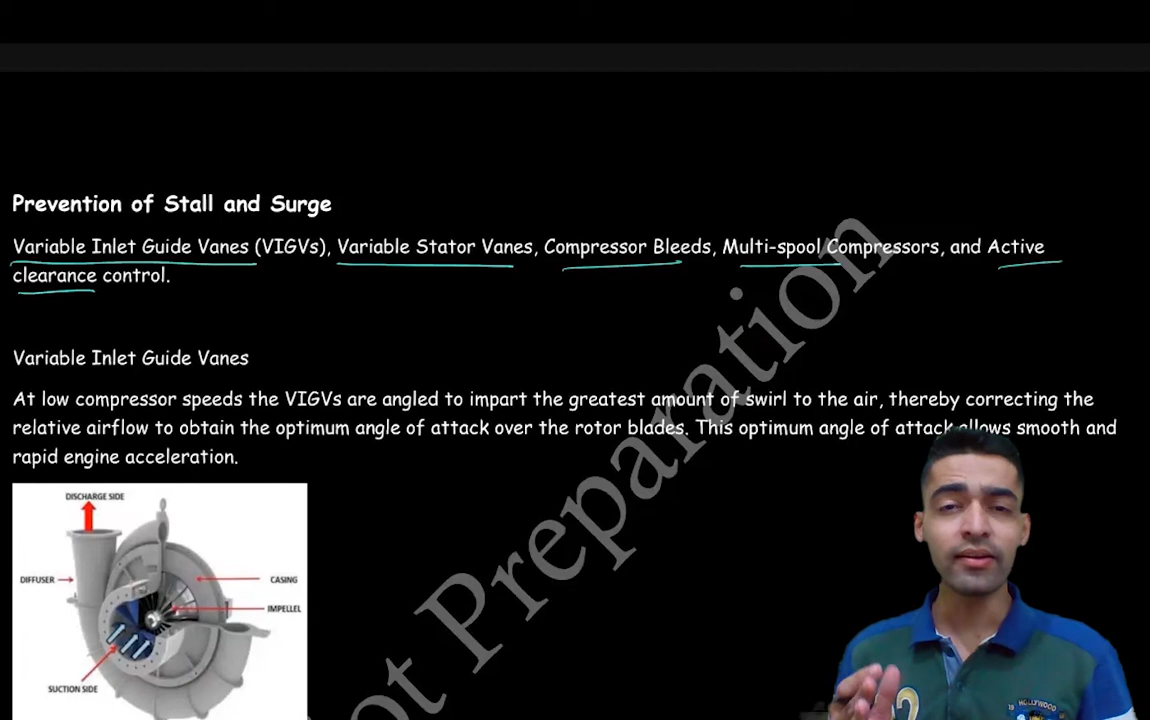 Prevention of Stall and Surge
Variable Inlet Guide Vanes (VIGVs), Variable Stator Vanes, Compressor Bleeds, Multi-spool Compressors, and Active
clearance control.
Variable Inlet Guide Vanes
At low compressor speeds the VIGVs are angled to impart the greatest amount of swirl to the air, thereby correcting the
relative airflow to obtain the optimum angle of attack over the rotor blades. This optimum angle of attack allows smooth and
rapid engine acceleration.
DISCHARGE SIDE
DIFFUSER
CASING
IMPELLEL
SUCTION SIDE
ot Preparation
HOLLYWOOD